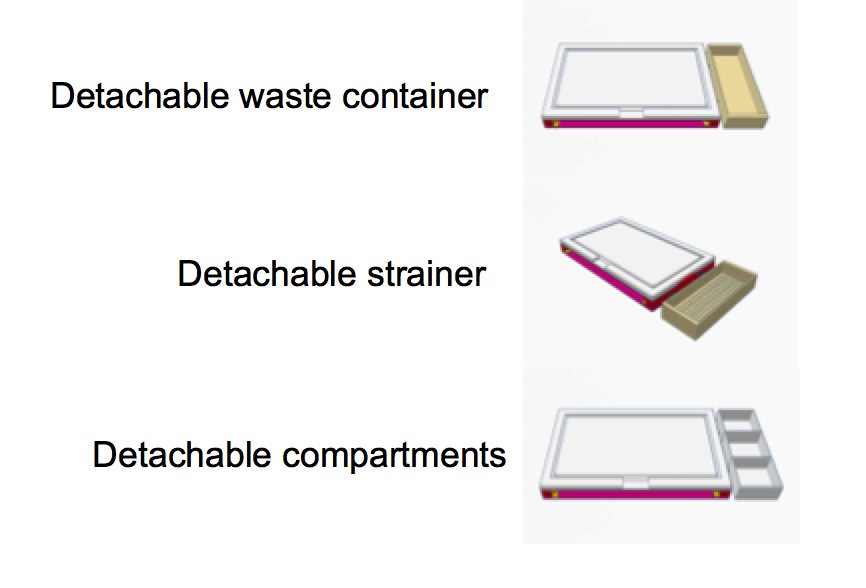 Detachable waste container
Detachable strainer
Detachable compartments